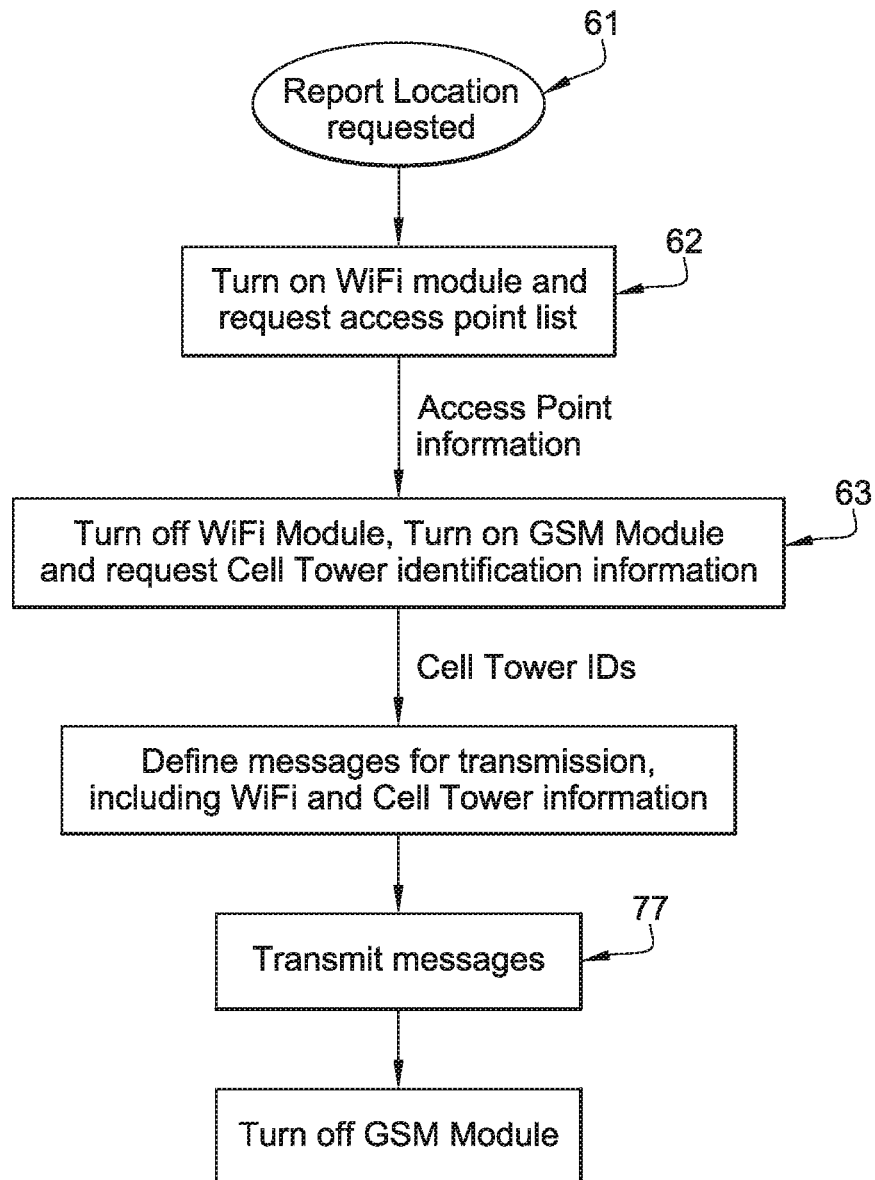 61
Report Location
requested
62
Turn on WiFi module and
request access point list
Access Point
information
63
Turn off WiFi Module, Turn on GSM Module
and request Cell Tower identification information
Cell Tower IDs
Define messages for transmission,
including WiFi and Cell Tower information
77
Transmit messages
Turn off GSM Module